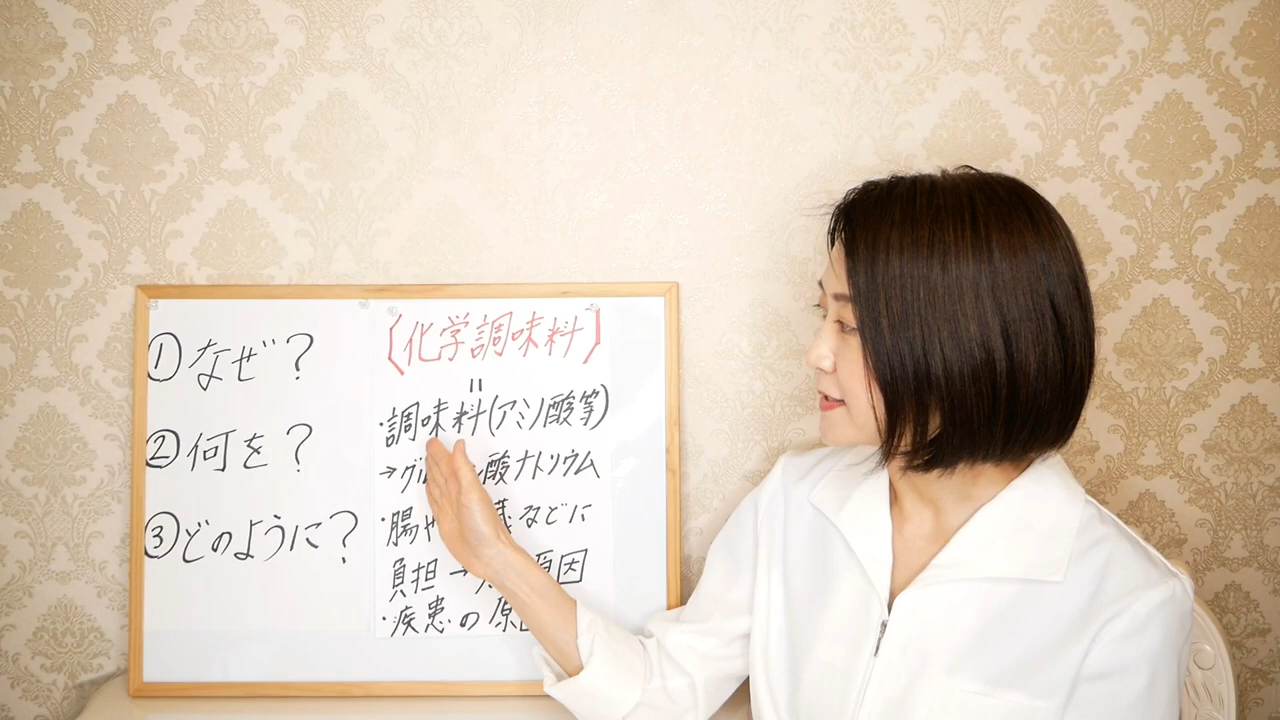 ①なぜ?
②何を?
③どのように?
〔化学調味料〕
〃
・調味料(アミノ酸等)
→グル 酸ナトリウム
・腸や などに
負担→ 原因
・疾患の原